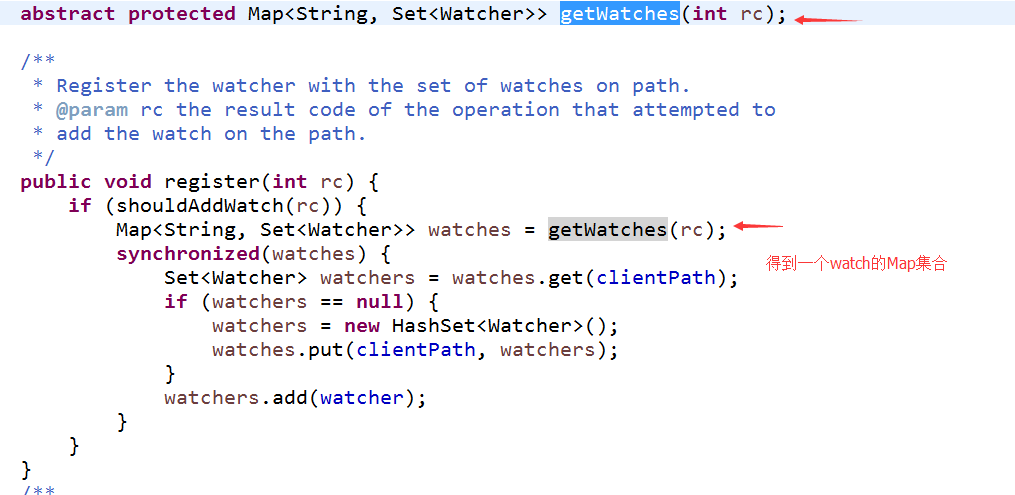 abstract protected Map<String, Set<Watcher>> getWatches(int rc);
/**
* Register the watcher with the set of watches on path.
* @param rc the result code of the operation that attempted to
* add the watch on the path.
*/
public void register(int rc) {
if (shouldAddWatch(rc)) {
Map<String, Set<Watcher>> watches = getWatches(rc);
synchronized(watches) {
得到一个watch的Map集合
Set<Watcher> watchers = watches.get(clientPath);
if (watchers == null) {
watchers = new HashSet<Watcher>();
watches.put(clientPath, watchers);
}
watchers.add(watcher);
}
}
}
/**